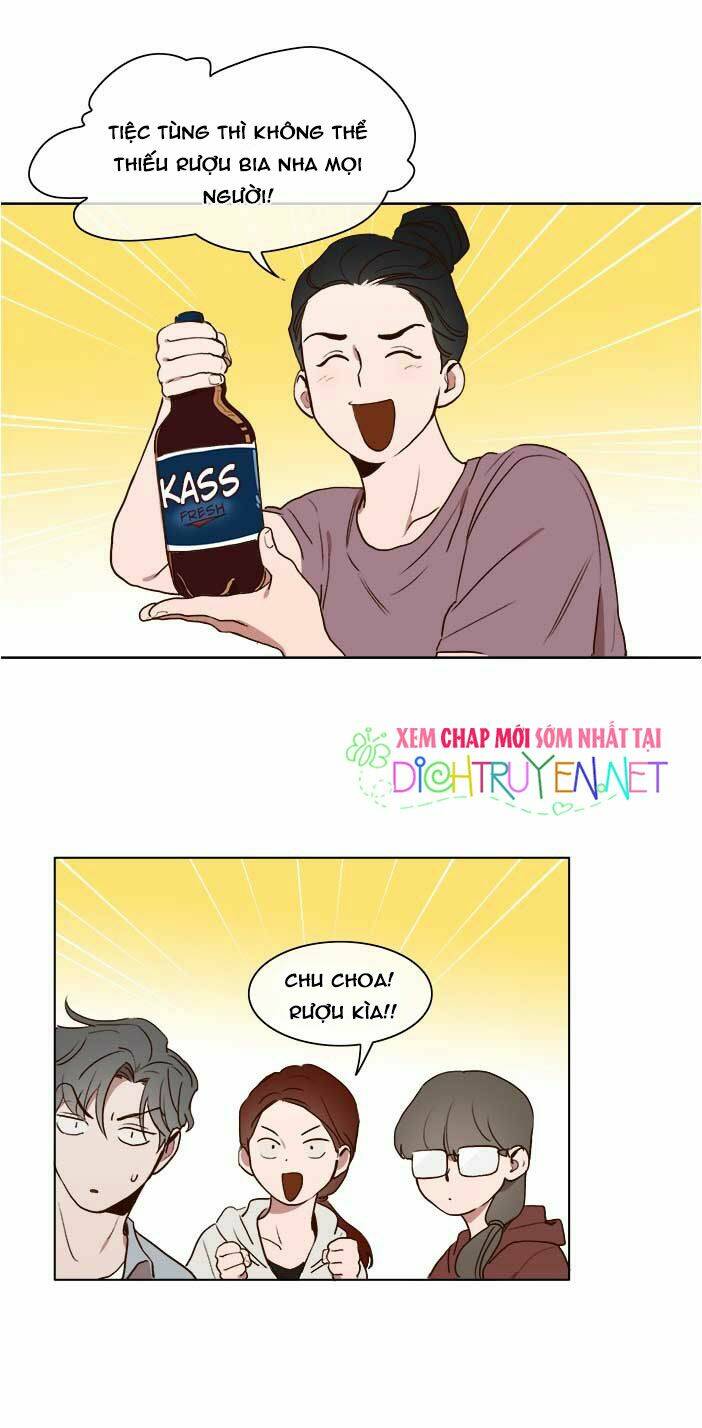 TIỆC TÙNG THÌ KHÔNG THỂ
THIẾU RƯỢU BIA NHA MỌI
NGƯỜI!
KASS
FRESH
XEM CHAP MỚI SỚM NHẤT TẠI
DICHTRUYEN.NET
CHU CHOA!
RƯỢU KÌA!!